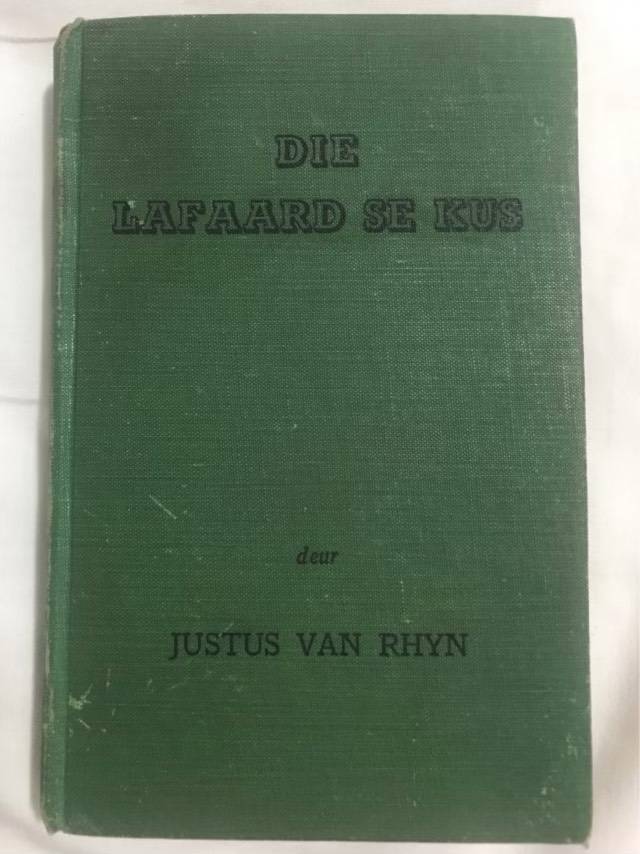 DIE
LAFAARD SE KUS
deur
JUSTUS VAN RHYN